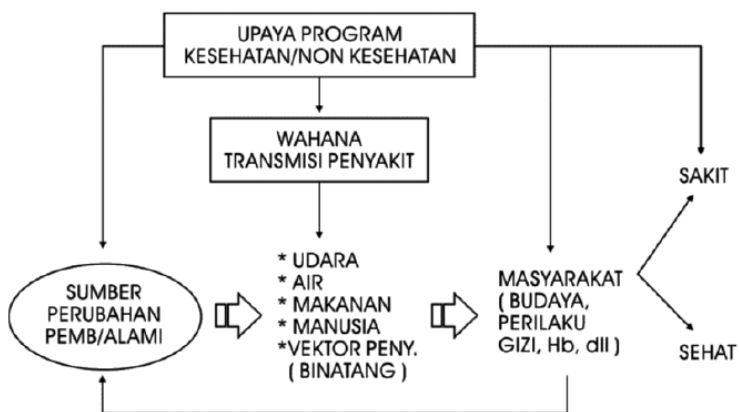 UPAYA PROGRAM
KESEHATAN/NON KESEHATAN
WAHANA
TRANSMISI PENYAKIT
SAKIT
SUMBER
PERUBAHAN
PEMB/ALAMI
* UDARA
* AIR
* MAKANAN
* MANUSIA
*VEKTOR PENY.
( BINATANG )
MASYARAKAT
( BUDAYA,
PERILAKU
GIZI, Hb, dll )
SEHAT